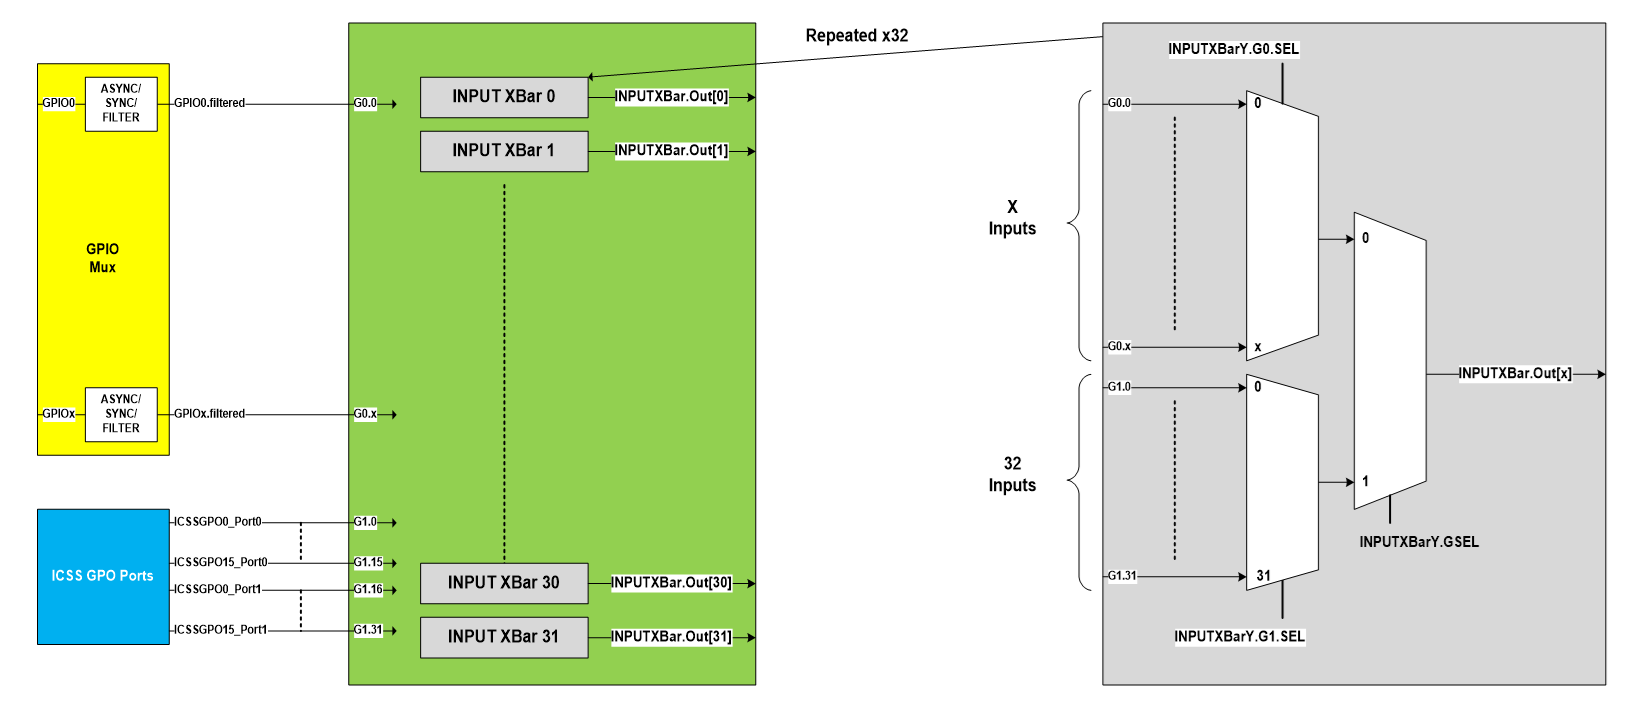 Repeated x32
INPUTXBarY.G0.SEL
GPIO0
ASYNC/
SYNC/
FILTER
GPIO0.filtered
G0.0
INPUT XBar 0
INPUTXBar.Out[0]
G0.0
0
INPUT XBar 1
INPUTXBar.Out[1]
X
Inputs
GPIO
Mux
0
G0.x
x
INPUTXBar.Out[x]
G1.0
0
GPIOx
ASYNC/
SYNC/
FILTER
GPIOx.filtered
G0.x
32
Inputs
1
ICSSGPO0_Port0
G1.0
INPUTXBarY.GSEL
ICSSGPO15_Port0
G1.15
ICSS GPO Ports
INPUT XBar 30
INPUTXBar.Out[30]
G1.31
31
ICSSGPO0_Port1
G1.16
ICSSGPO15_Port1
G1.31
INPUT XBar 31
INPUTXBar.Out[31]
INPUTXBarY.G1.SEL